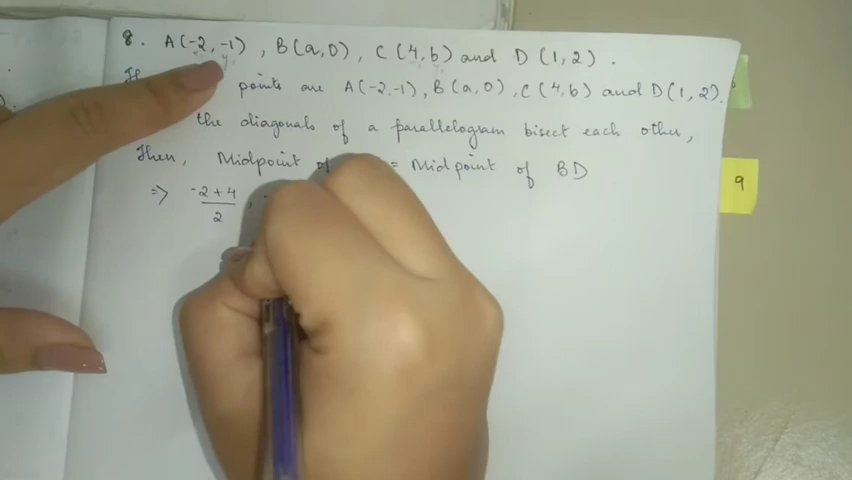 8. A(-2,-1), B(a,0), C(4,b) and D(1,2).
points are A(-2,-1), B(a,0), C(4,b) and D(1,2).
the diagonals of a parallelogram bisect each other,
Then, Midpoint of = Midpoint of BD
⇒ -2+4/2 ,
9